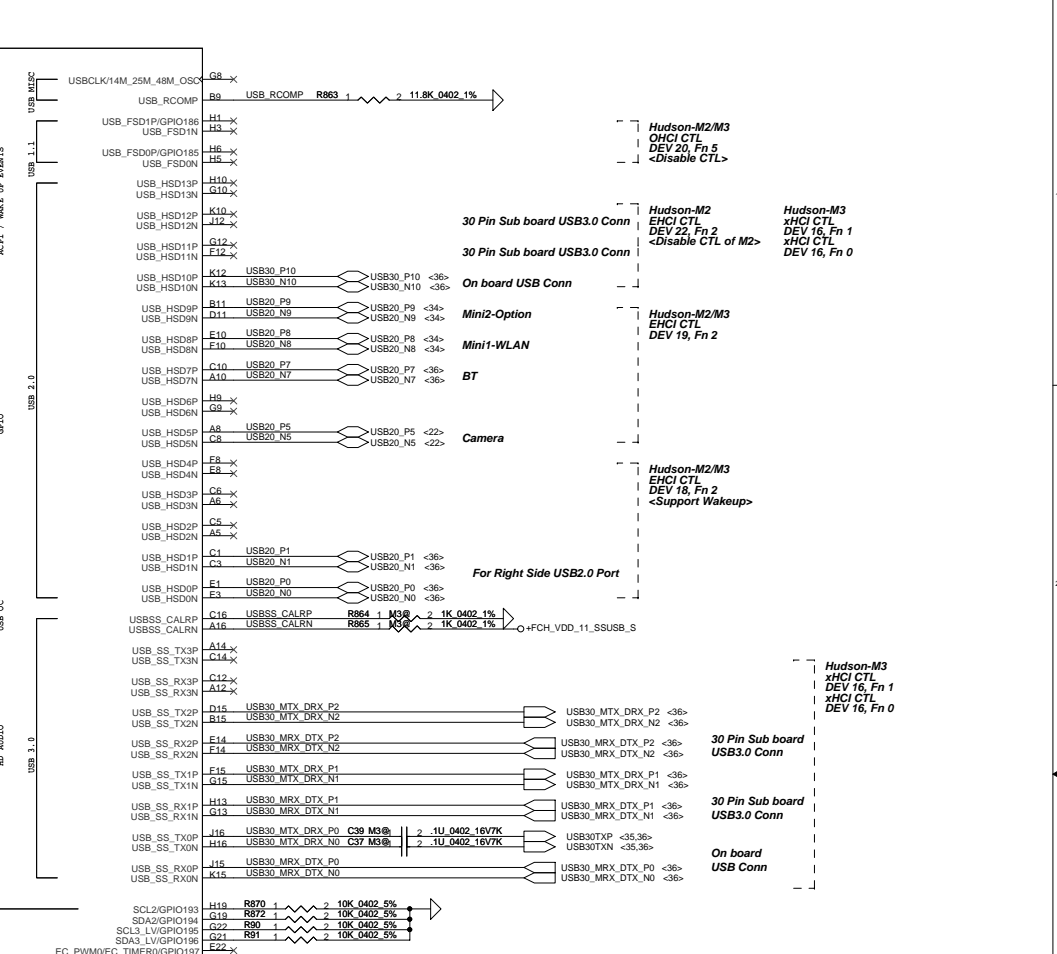 USB MISC
USBCLK/14M_25M_48M_OSC G8
USB_RCOMP B9 USB_RCOMP R863 1 2 11.8K_0402_1%
USB 1.1
USB_FSD1P/GPIO186 H1
USB_FSD1N H3
USB_FSD0P/GPIO185 H6
USB_FSD0N H5
Hudson-M2/M3
OHCI CTL
DEV 20, Fn 5
<Disable CTL>
ACPI / WAKE UP EVENTS
USB 2.0
USB_HSD13P H10
USB_HSD13N G10
USB_HSD12P K10
USB_HSD12N J12
30 Pin Sub board USB3.0 Conn
USB_HSD11P G12
USB_HSD11N F12
30 Pin Sub board USB3.0 Conn
USB_HSD10P K12 USB30_P10 USB30_P10 <36>
USB_HSD10N K13 USB30_N10 USB30_N10 <36>
On board USB Conn
Hudson-M2
EHCI CTL
DEV 22, Fn 2
<Disable CTL of M2>
Hudson-M3
xHCI CTL
DEV 16, Fn 1
xHCI CTL
DEV 16, Fn 0
USB_HSD9P B11 USB20_P9 USB20_P9 <34>
USB_HSD9N D11 USB20_N9 USB20_N9 <34>
Mini2-Option
USB_HSD8P E10 USB20_P8 USB20_P8 <34>
USB_HSD8N F10 USB20_N8 USB20_N8 <34>
Mini1-WLAN
USB_HSD7P C10 USB20_P7 USB20_P7 <36>
USB_HSD7N A10 USB20_N7 USB20_N7 <36>
BT
USB_HSD6P H9
USB_HSD6N G9
GPIO
USB_HSD5P A8 USB20_P5 USB20_P5 <22>
USB_HSD5N C8 USB20_N5 USB20_N5 <22>
Camera
Hudson-M2/M3
EHCI CTL
DEV 19, Fn 2
USB_HSD4P F8
USB_HSD4N E8
USB_HSD3P C6
USB_HSD3N A6
USB_HSD2P C5
USB_HSD2N A5
USB_HSD1P C1 USB20_P1 USB20_P1 <36>
USB_HSD1N C3 USB20_N1 USB20_N1 <36>
For Right Side USB2.0 Port
USB_HSD0P E1 USB20_P0 USB20_P0 <36>
USB_HSD0N E3 USB20_N0 USB20_N0 <36>
Hudson-M2/M3
EHCI CTL
DEV 18, Fn 2
<Support Wakeup>
USB OC
USBSS_CALRP C16 USBSS_CALRP R864 1 M3@ 2 1K_0402_1%
USBSS_CALRN A16 USBSS_CALRN R865 1 M3@ 2 1K_0402_1% +FCH_VDD_11_SSUSB_S
USB 3.0
HD AUDIO
USB_SS_TX3P A14
USB_SS_TX3N C14
USB_SS_RX3P C12
USB_SS_RX3N A12
Hudson-M3
xHCI CTL
DEV 16, Fn 1
xHCI CTL
DEV 16, Fn 0
USB_SS_TX2P D15 USB30_MTX_DRX_P2 USB30_MTX_DRX_P2 <36>
USB_SS_TX2N B15 USB30_MTX_DRX_N2 USB30_MTX_DRX_N2 <36>
USB_SS_RX2P E14 USB30_MRX_DTX_P2 USB30_MRX_DTX_P2 <36>
USB_SS_RX2N F14 USB30_MRX_DTX_N2 USB30_MRX_DTX_N2 <36>
30 Pin Sub board
USB3.0 Conn
USB_SS_TX1P F15 USB30_MTX_DRX_P1 USB30_MTX_DRX_P1 <36>
USB_SS_TX1N G15 USB30_MTX_DRX_N1 USB30_MTX_DRX_N1 <36>
USB_SS_RX1P H13 USB30_MRX_DTX_P1 USB30_MRX_DTX_P1 <36>
USB_SS_RX1N G13 USB30_MRX_DTX_N1 USB30_MRX_DTX_N1 <36>
30 Pin Sub board
USB3.0 Conn
USB_SS_TX0P J16 USB30_MTX_DRX_P0 C39 M3@ 1 2 .1U_0402_16V7K USB30TXP <35,36>
USB_SS_TX0N H16 USB30_MTX_DRX_N0 C37 M3@ 1 2 .1U_0402_16V7K USB30TXN <35,36>
USB_SS_RX0P J15 USB30_MRX_DTX_P0 USB30_MRX_DTX_P0 <36>
USB_SS_RX0N K15 USB30_MRX_DTX_N0 USB30_MRX_DTX_N0 <36>
On board
USB Conn
SCL2/GPIO193 H19 R870 1 2 10K_0402_5%
SDA2/GPIO194 G19 R872 1 2 10K_0402_5%
SCL3_LV/GPIO195 G22 R90 1 2 10K_0402_5%
SDA3_LV/GPIO196 G21 R91 1 2 10K_0402_5%
EC_PWM0/EC_TIMER0/GPIO197 E22